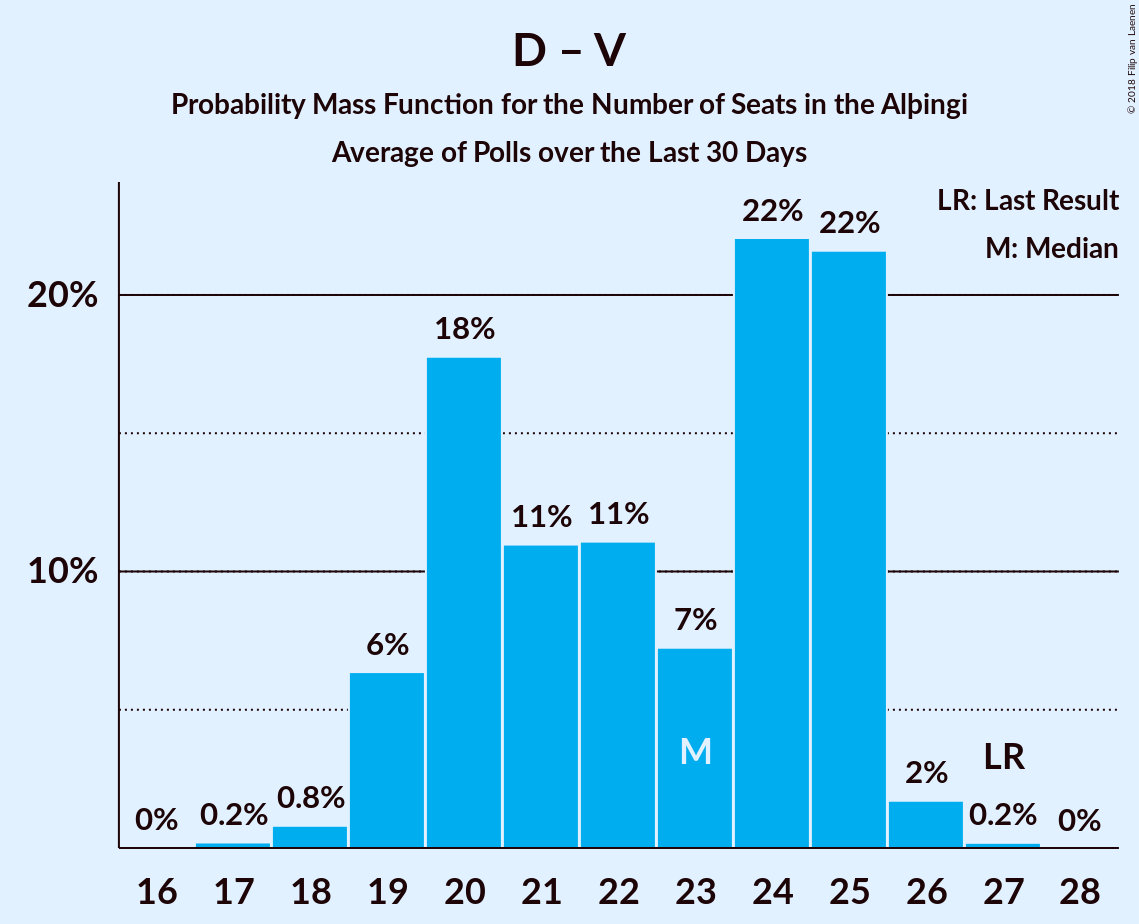 D – V
Probability Mass Function for the Number of Seats in the Alþingi
Average of Polls over the Last 30 Days
© 2018 Filip van Laenen
LR: Last Result
M: Median
22%
22%
20%
18%
11%
11%
10%
7%
6%
M
LR
2%
0.8%
0%
0.2%
0.2%
0%
16 17 18 19 20 21 22 23 24 25 26 27 28